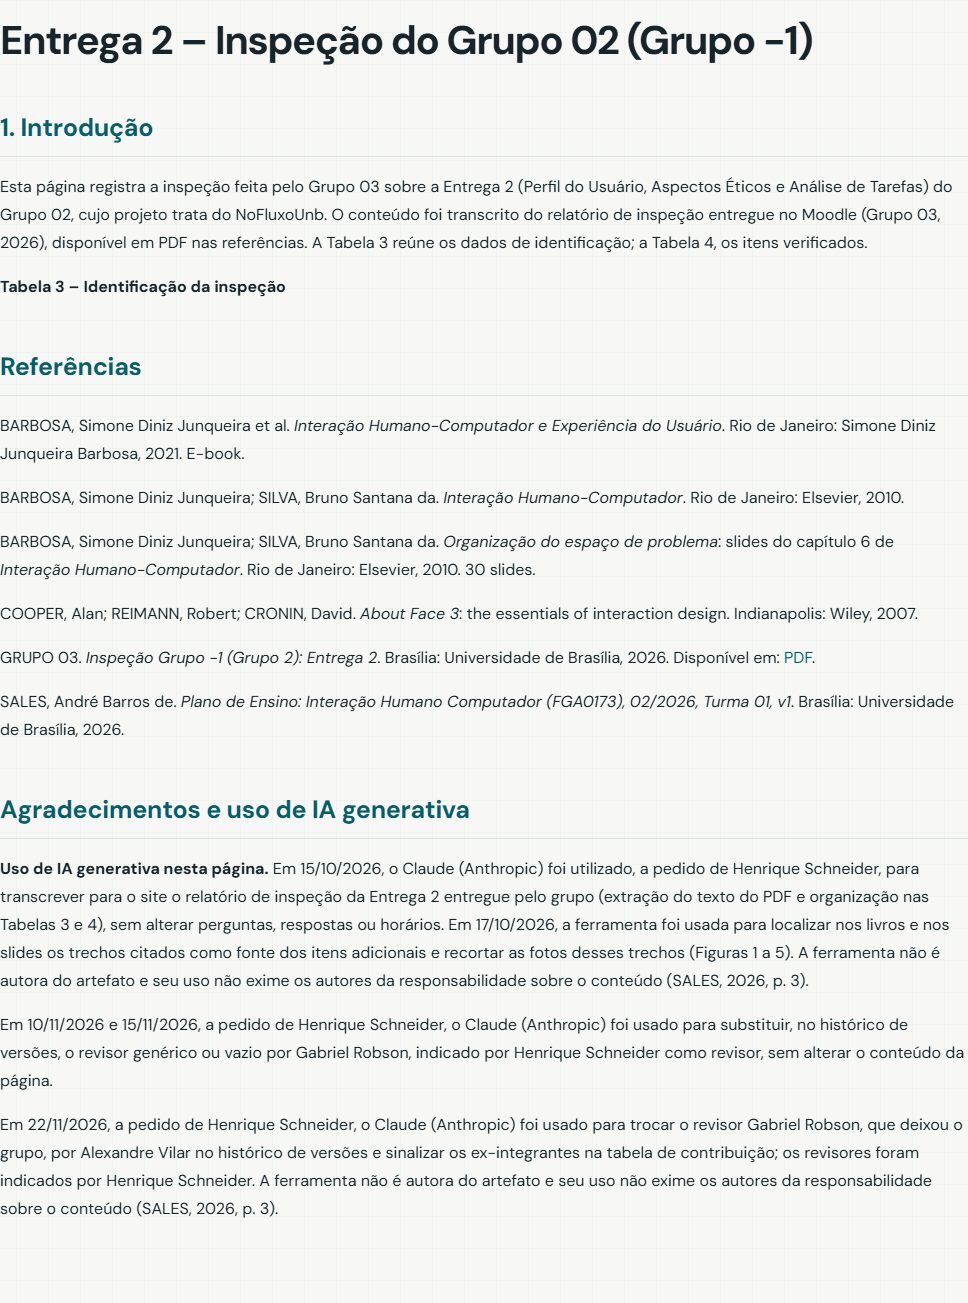 Entrega 2 – Inspeção do Grupo 02 (Grupo -1)
1. Introdução
Esta página registra a inspeção feita pelo Grupo 03 sobre a Entrega 2 (Perfil do Usuário, Aspectos Éticos e Análise de Tarefas) do
Grupo 02, cujo projeto trata do NoFluxoUnb. O conteúdo foi transcrito do relatório de inspeção entregue no Moodle (Grupo 03,
2026), disponível em PDF nas referências. A Tabela 3 reúne os dados de identificação; a Tabela 4, os itens verificados.
Tabela 3 – Identificação da inspeção
Referências
BARBOSA, Simone Diniz Junqueira et al. Interação Humano-Computador e Experiência do Usuário. Rio de Janeiro: Simone Diniz
Junqueira Barbosa, 2021. E-book.
BARBOSA, Simone Diniz Junqueira; SILVA, Bruno Santana da. Interação Humano-Computador. Rio de Janeiro: Elsevier, 2010.
BARBOSA, Simone Diniz Junqueira; SILVA, Bruno Santana da. Organização do espaço de problema: slides do capítulo 6 de
Interação Humano-Computador. Rio de Janeiro: Elsevier, 2010. 30 slides.
COOPER, Alan; REIMANN, Robert; CRONIN, David. About Face 3: the essentials of interaction design. Indianapolis: Wiley, 2007.
GRUPO 03. Inspeção Grupo -1 (Grupo 2): Entrega 2. Brasília: Universidade de Brasília, 2026. Disponível em: PDF.
SALES, André Barros de. Plano de Ensino: Interação Humano Computador (FGA0173), 02/2026, Turma 01, v1. Brasília: Universidade
de Brasília, 2026.
Agradecimentos e uso de IA generativa
Uso de IA generativa nesta página. Em 15/10/2026, o Claude (Anthropic) foi utilizado, a pedido de Henrique Schneider, para
transcrever para o site o relatório de inspeção da Entrega 2 entregue pelo grupo (extração do texto do PDF e organização nas
Tabelas 3 e 4), sem alterar perguntas, respostas ou horários. Em 17/10/2026, a ferramenta foi usada para localizar nos livros e nos
slides os trechos citados como fonte dos itens adicionais e recortar as fotos desses trechos (Figuras 1 a 5). A ferramenta não é
autora do artefato e seu uso não exime os autores da responsabilidade sobre o conteúdo (SALES, 2026, p. 3).
Em 10/11/2026 e 15/11/2026, a pedido de Henrique Schneider, o Claude (Anthropic) foi usado para substituir, no histórico de
versões, o revisor genérico ou vazio por Gabriel Robson, indicado por Henrique Schneider como revisor, sem alterar o conteúdo da
página.
Em 22/11/2026, a pedido de Henrique Schneider, o Claude (Anthropic) foi usado para trocar o revisor Gabriel Robson, que deixou o
grupo, por Alexandre Vilar no histórico de versões e sinalizar os ex-integrantes na tabela de contribuição; os revisores foram
indicados por Henrique Schneider. A ferramenta não é autora do artefato e seu uso não exime os autores da responsabilidade
sobre o conteúdo (SALES, 2026, p. 3).